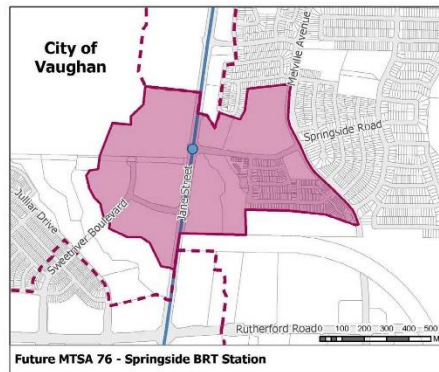 City of
Vaughan
Melville Avenue
Springside Road
Jane Street
Julliar Drive
Sweetriver Boulevard
Rutherford Road
0 100 200 300 400 500
M
Future MTSA 76 - Springside BRT Station